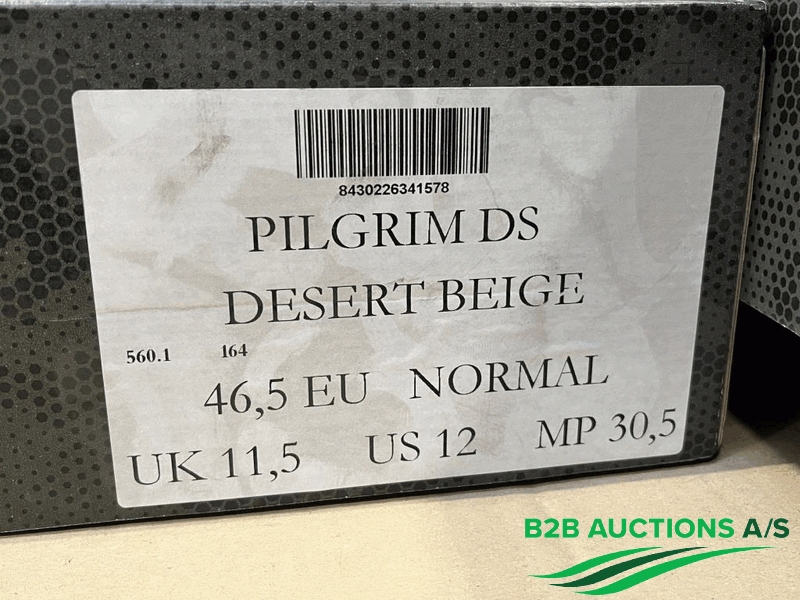 8430226341578
PILGRIM DS
DESERT BEIGE
560.1 164
46,5 EU NORMAL
UK 11,5 US 12 MP 30,5
B2B AUCTIONS A/S